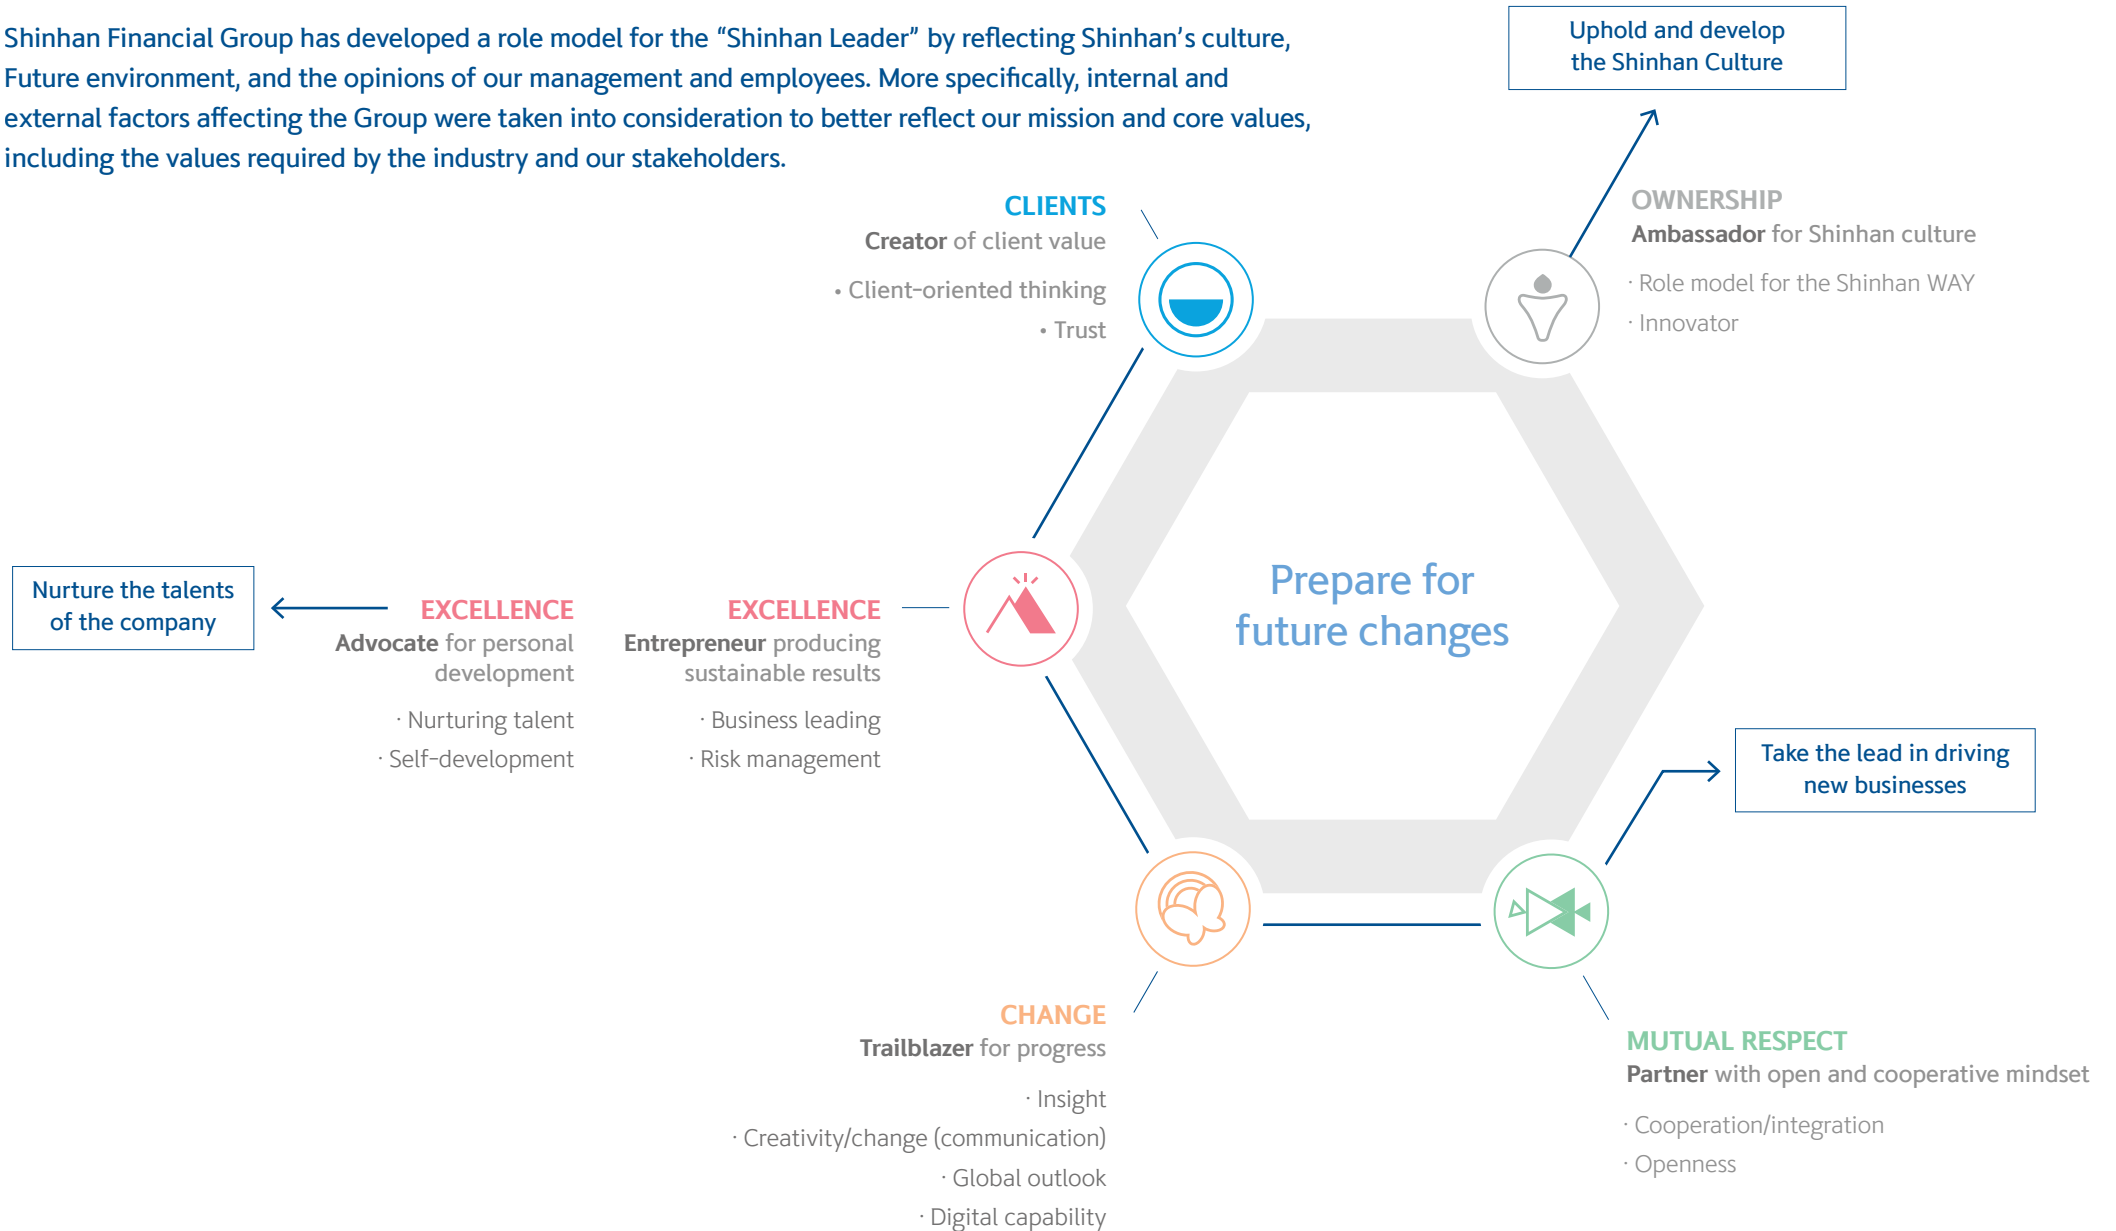 Shinhan Financial Group has developed a role model for the “Shinhan Leader” by reflecting Shinhan’s culture,
Future environment, and the opinions of our management and employees. More specifically, internal and
external factors affecting the Group were taken into consideration to better reflect our mission and core values,
including the values required by the industry and our stakeholders.
Uphold and develop
the Shinhan Culture
CLIENTS
Creator of client value
• Client-oriented thinking
• Trust
OWNERSHIP
Ambassador for Shinhan culture
· Role model for the Shinhan WAY
· Innovator
Prepare for
future changes
Nurture the talents
of the company
EXCELLENCE
Advocate for personal
development
· Nurturing talent
· Self-development
EXCELLENCE
Entrepreneur producing
sustainable results
· Business leading
· Risk management
Take the lead in driving
new businesses
CHANGE
Trailblazer for progress
· Insight
· Creativity/change (communication)
· Global outlook
· Digital capability
MUTUAL RESPECT
Partner with open and cooperative mindset
· Cooperation/integration
· Openness